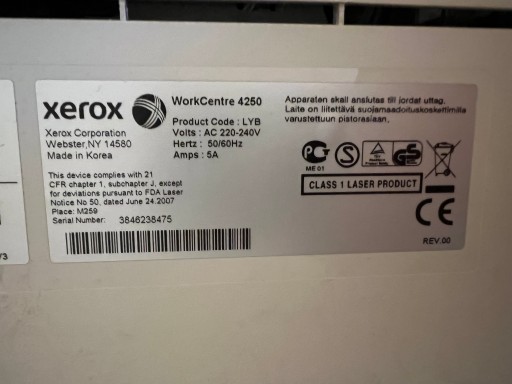 xerox
WorkCentre 4250
Product Code : LYB
Volts : AC 220-240V
Hertz : 50/60Hz
Amps : 5A
Xerox Corporation
Webster,NY 14580
Made in Korea
This device complies with 21
CFR chapter 1, subchapter J, except
for deviations pursuant to FDA Laser
Notice No 50, dated June 24.2007
Place: M259
Serial Number: 3846238475
Apparaten skall anslutas till jordat uttag.
Laite on liitettävä suojamaadoituskoskettimilla
varustettuun pistorasiaan.
ME 01
CLASS 1 LASER PRODUCT
CE
REV.00
/3